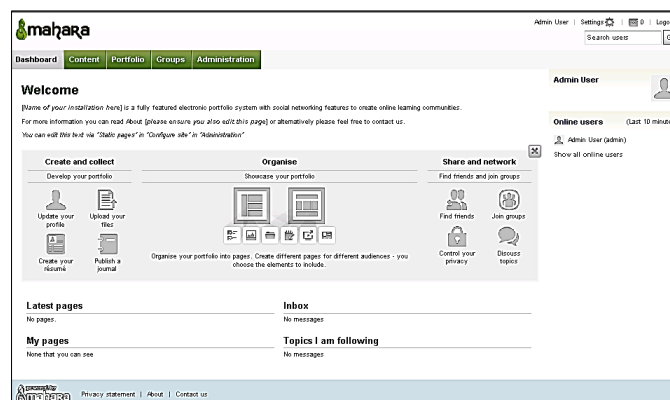 mahara
Admin User | Settings | 0 | Logo
Search users G
Dashboard Content Portfolio Groups Administration
Welcome
[Name of your installation here] is a fully featured electronic portfolio system with social networking features to create online learning communities.
For more information you can read About [please ensure you also edit this page] or alternatively please feel free to contact us.
You can edit this text via "Static pages" in "Configure site" in "Administration"
Admin User
Online users (Last 10 minute
Admin User (admin)
Show all online users
Create and collect
Develop your portfolio
Update your
profile
Upload your
files
Create your
résumé
Publish a
journal
Organise
Showcase your portfolio
Organise your portfolio into pages. Create different pages for different audiences - you
choose the elements to include.
Share and network
Find friends and join groups
Find friends
Join groups
Control your
privacy
Discuss
topics
Latest pages
No pages.
Inbox
No messages
My pages
None that you can see
Topics I am following
No messages
powered by
mahara
Privacy statement | About | Contact us